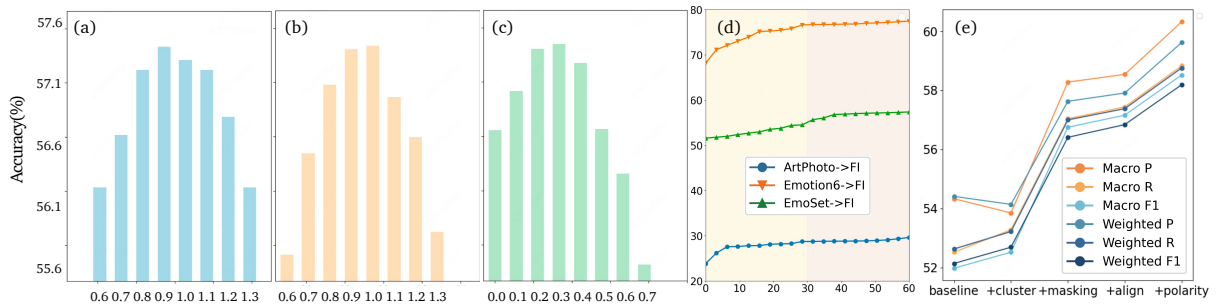 (a)
(b)
(c)
(d)
(e)
Accuracy(%)
57.6
57.1
56.6
56.1
55.6
0.6 0.7 0.8 0.9 1.0 1.1 1.2 1.3
0.6 0.7 0.8 0.9 1.0 1.1 1.2 1.3
0.0 0.1 0.2 0.3 0.4 0.5 0.6 0.7
80
70
60
50
40
30
20
ArtPhoto->FI
Emotion6->FI
EmoSet->FI
0 10 20 30 40 50 60
60
58
56
54
52
Macro P
Macro R
Macro F1
Weighted P
Weighted R
Weighted F1
baseline +cluster +masking +align +polarity